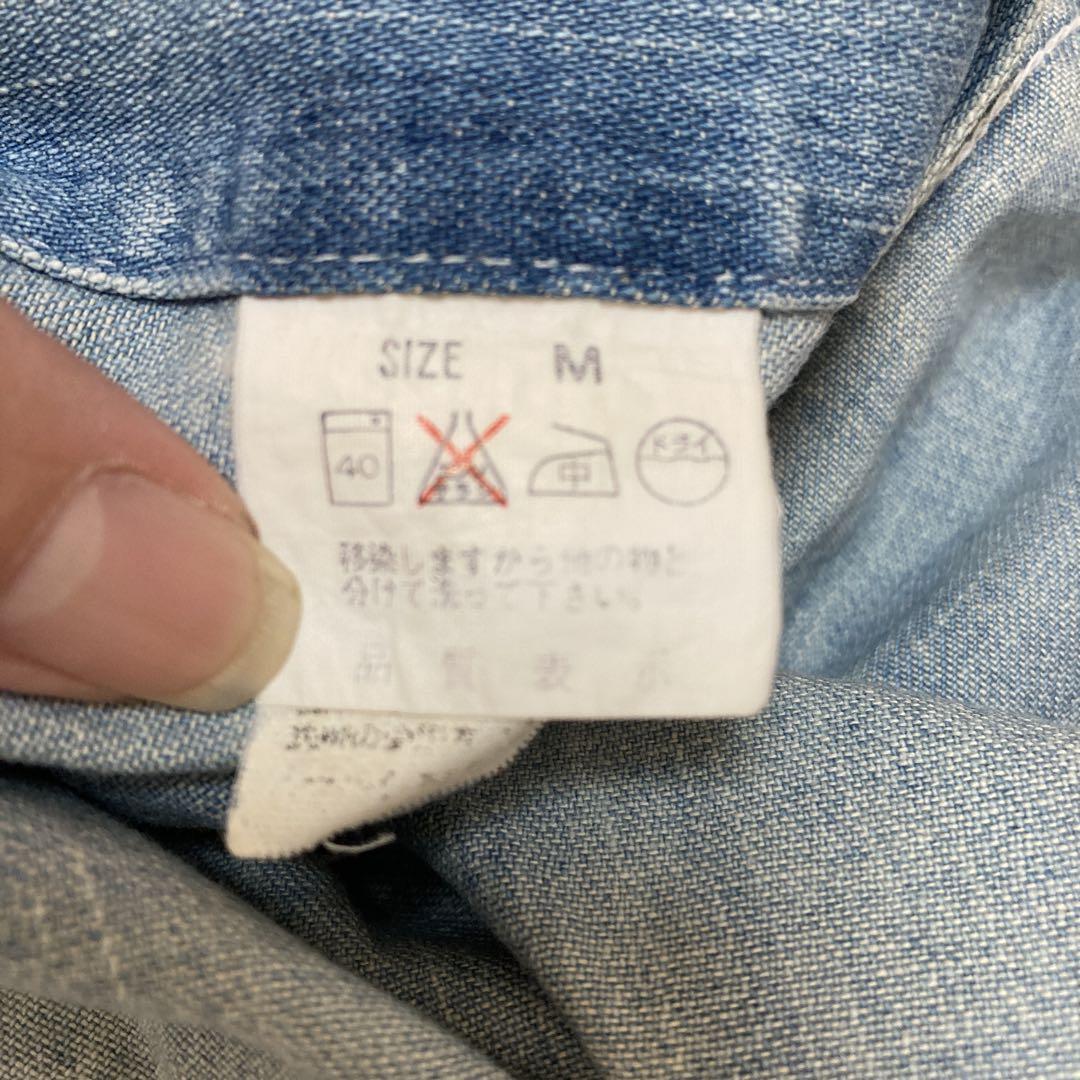 SIZE M
40 中 ドライ
移染しますから他の物と
分けて洗って下さい。
品質表示